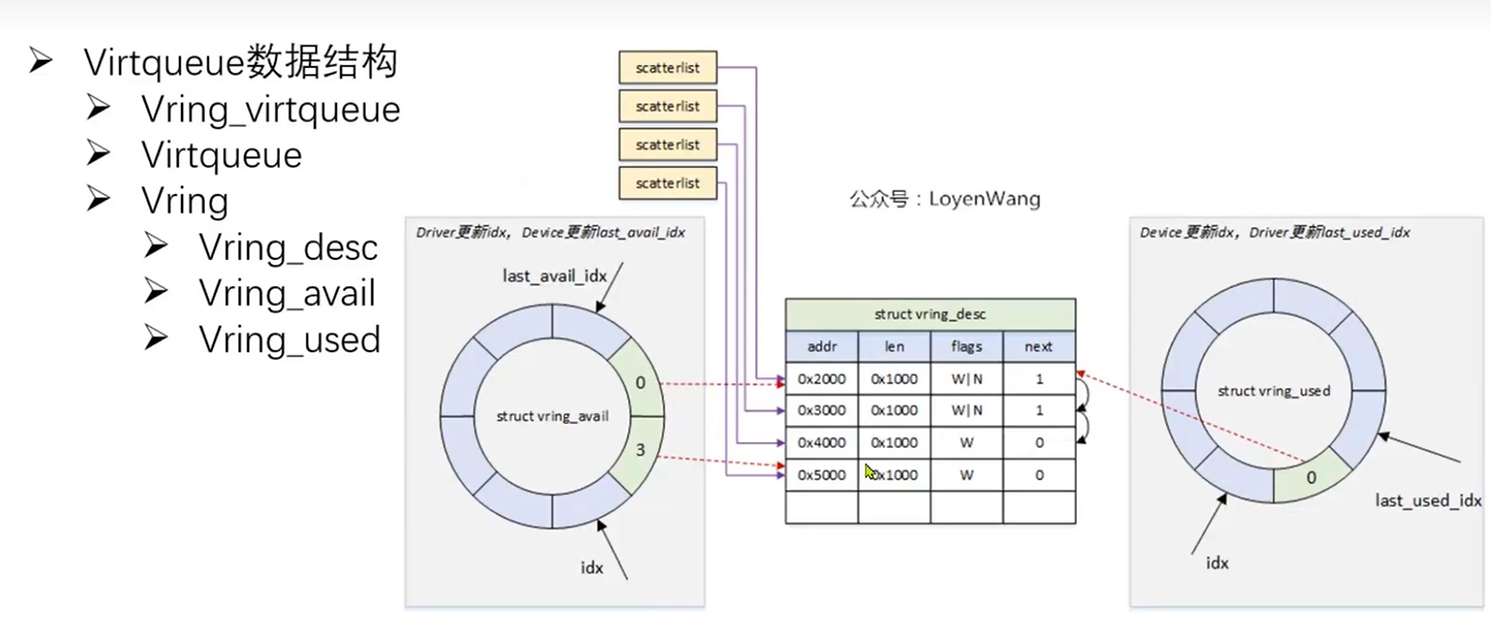 ➢ Virtqueue数据结构
➢ Vring_virtqueue
➢ Virtqueue
➢ Vring
➢ Vring_desc
➢ Vring_avail
➢ Vring_used
scatterlist
scatterlist
scatterlist
scatterlist
公众号：LoyenWang
Driver更新idx，Device更新last_avail_idx
last_avail_idx
0
3
struct vring_avail
idx
struct vring_desc
addr len flags next
0x2000 0x1000 W|N 1
0x3000 0x1000 W|N 1
0x4000 0x1000 W 0
0x5000 0x1000 W 0
Device更新idx，Driver更新last_used_idx
struct vring_used
0
last_used_idx
idx